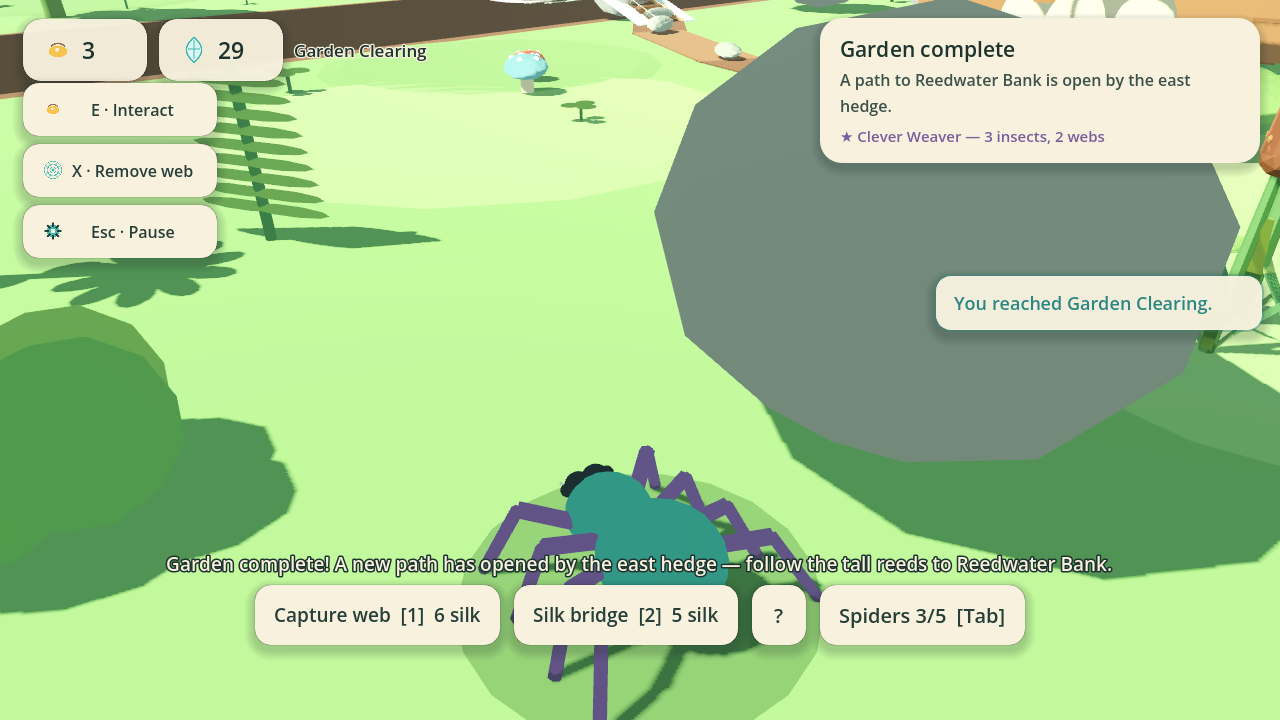 3
29
Garden Clearing
E · Interact
X · Remove web
Esc · Pause
Garden complete
A path to Reedwater Bank is open by the east
hedge.
★ Clever Weaver — 3 insects, 2 webs
You reached Garden Clearing.
Garden complete! A new path has opened by the east hedge — follow the tall reeds to Reedwater Bank.
Capture web [1] 6 silk
Silk bridge [2] 5 silk
?
Spiders 3/5 [Tab]